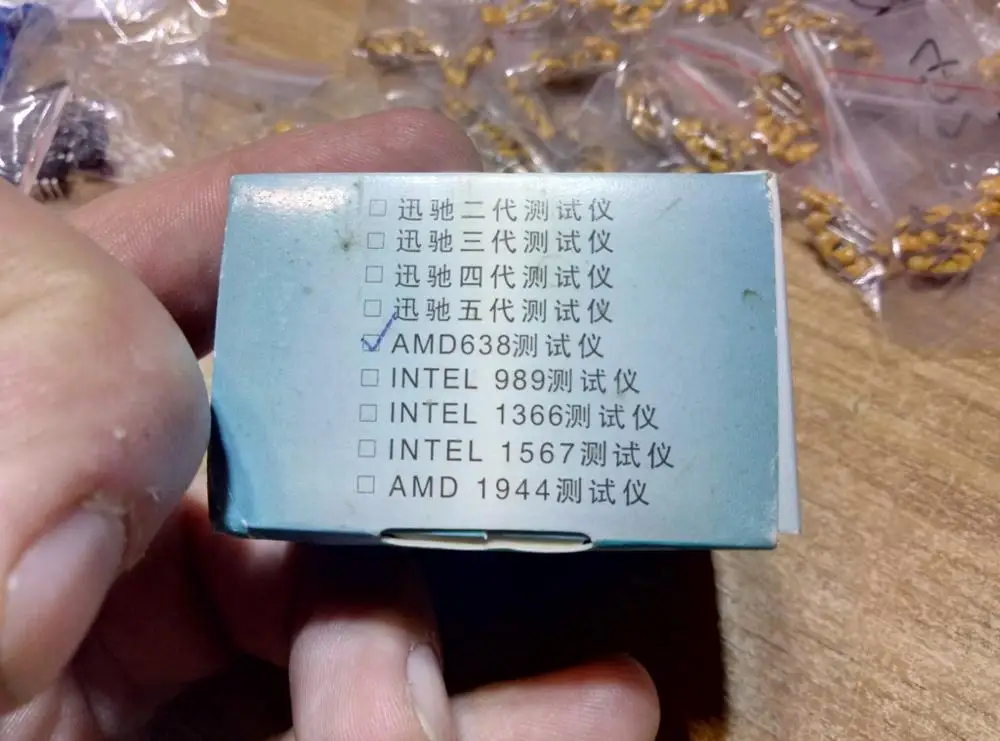 □ 迅驰二代测试仪
□ 迅驰三代测试仪
□ 迅驰四代测试仪
□ 迅驰五代测试仪
☑ AMD638测试仪
□ INTEL 989测试仪
□ INTEL 1366测试仪
□ INTEL 1567测试仪
□ AMD 1944测试仪